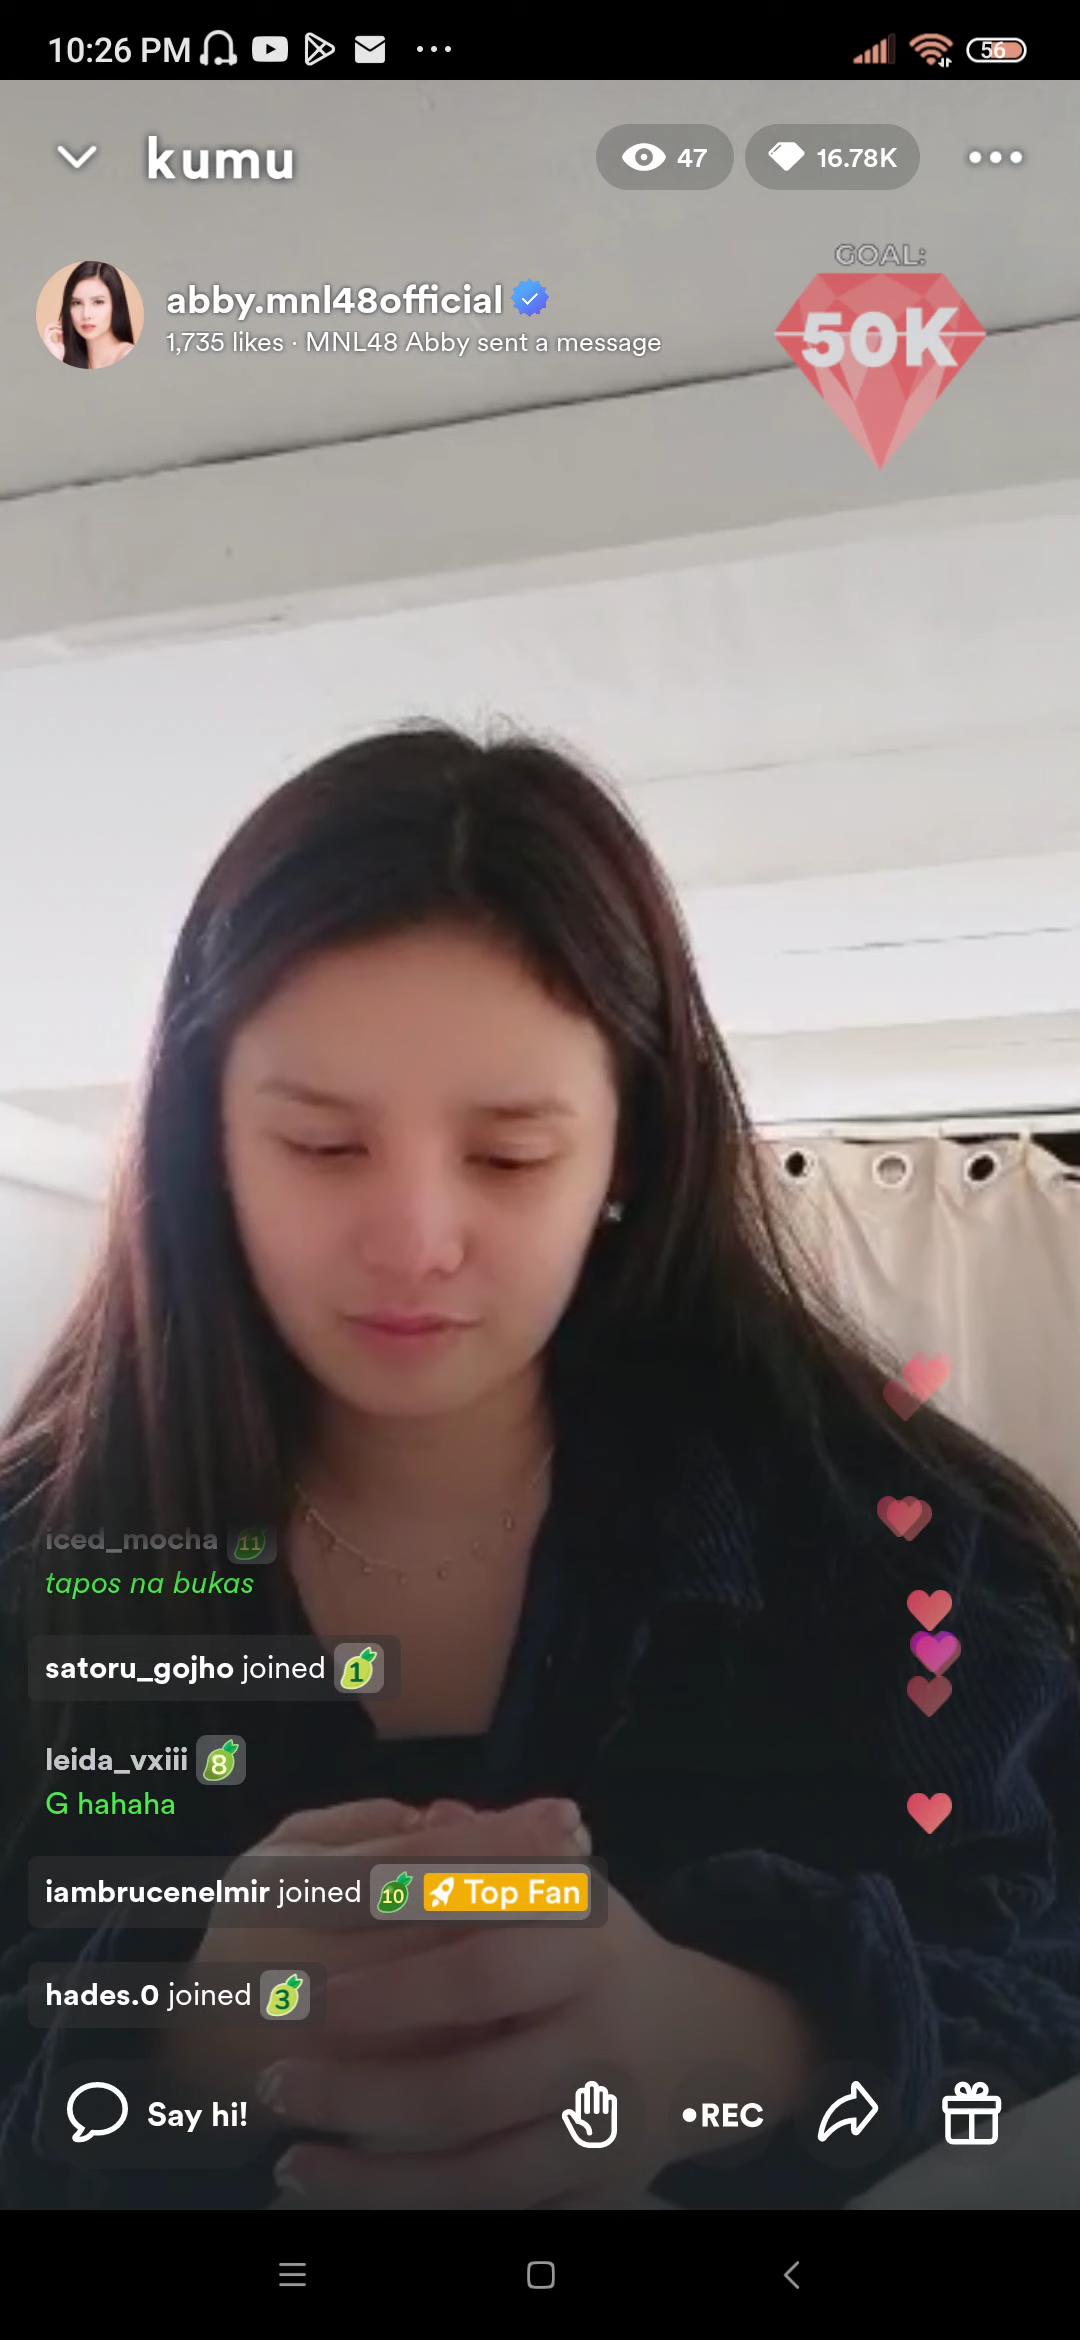 10:26 PM
56
kumu
47
16.78K
GOAL:
50K
abby.mnl48official
1,735 likes · MNL48 Abby sent a message
iced_mocha 11
tapos na bukas
satoru_gojho joined 1
leida_vxiii 8
G hahaha
iambrucenelmir joined 10 Top Fan
hades.0 joined 3
Say hi!
•REC